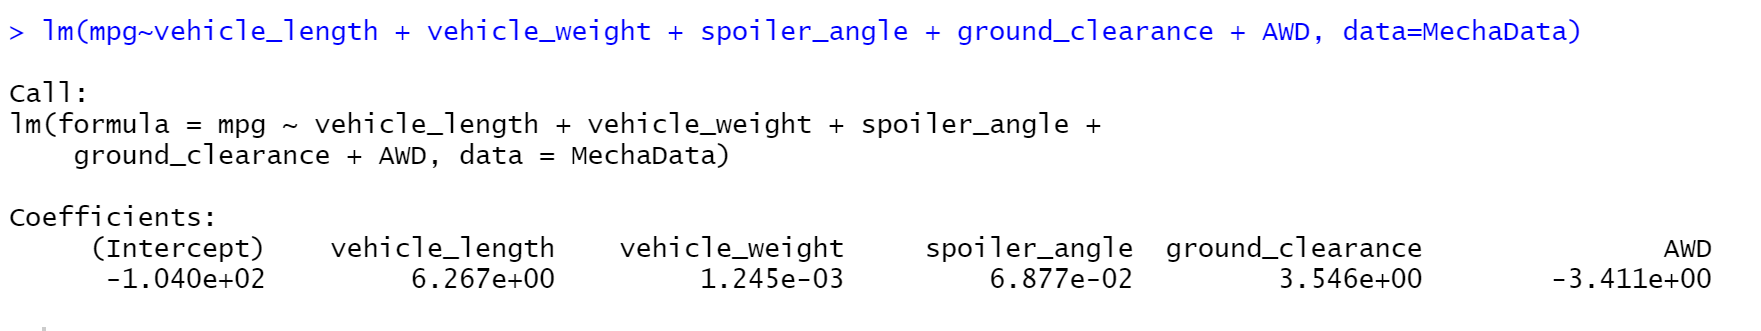 > lm(mpg~vehicle_length + vehicle_weight + spoiler_angle + ground_clearance + AWD, data=MechaData)
Call:
lm(formula = mpg ~ vehicle_length + vehicle_weight + spoiler_angle +
    ground_clearance + AWD, data = MechaData)
Coefficients:
     (Intercept)    vehicle_length    vehicle_weight     spoiler_angle  ground_clearance               AWD
      -1.040e+02         6.267e+00         1.245e-03         6.877e-02         3.546e+00        -3.411e+00